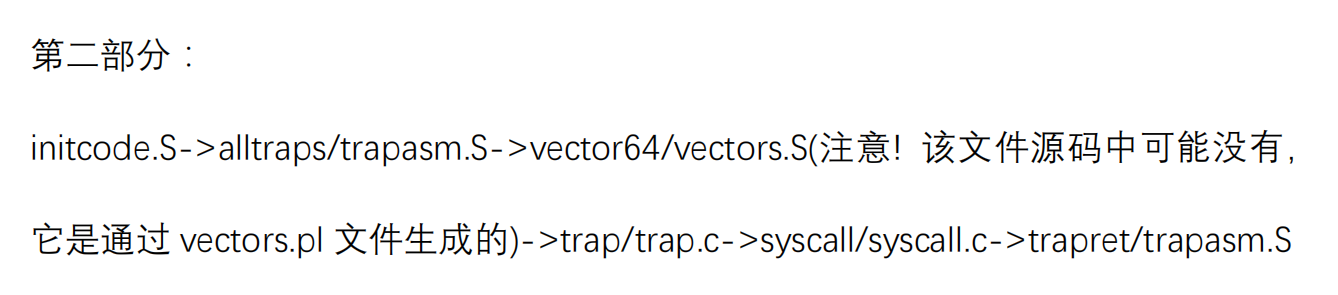 第二部分：
initcode.S->alltraps/trapasm.S->vector64/vectors.S(注意！该文件源码中可能没有,
它是通过 vectors.pl 文件生成的)->trap/trap.c->syscall/syscall.c->trapret/trapasm.S